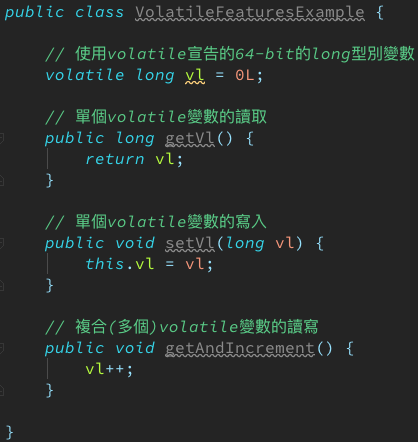 public class VolatileFeaturesExample {
// 使用volatile宣告的64-bit的long型別變數
volatile long vl = 0L;
// 單個volatile變數的讀取
public long getVl() {
return vl;
}
// 單個volatile變數的寫入
public void setVl(long vl) {
this.vl = vl;
}
// 複合(多個)volatile變數的讀寫
public void getAndIncrement() {
vl++;
}
}